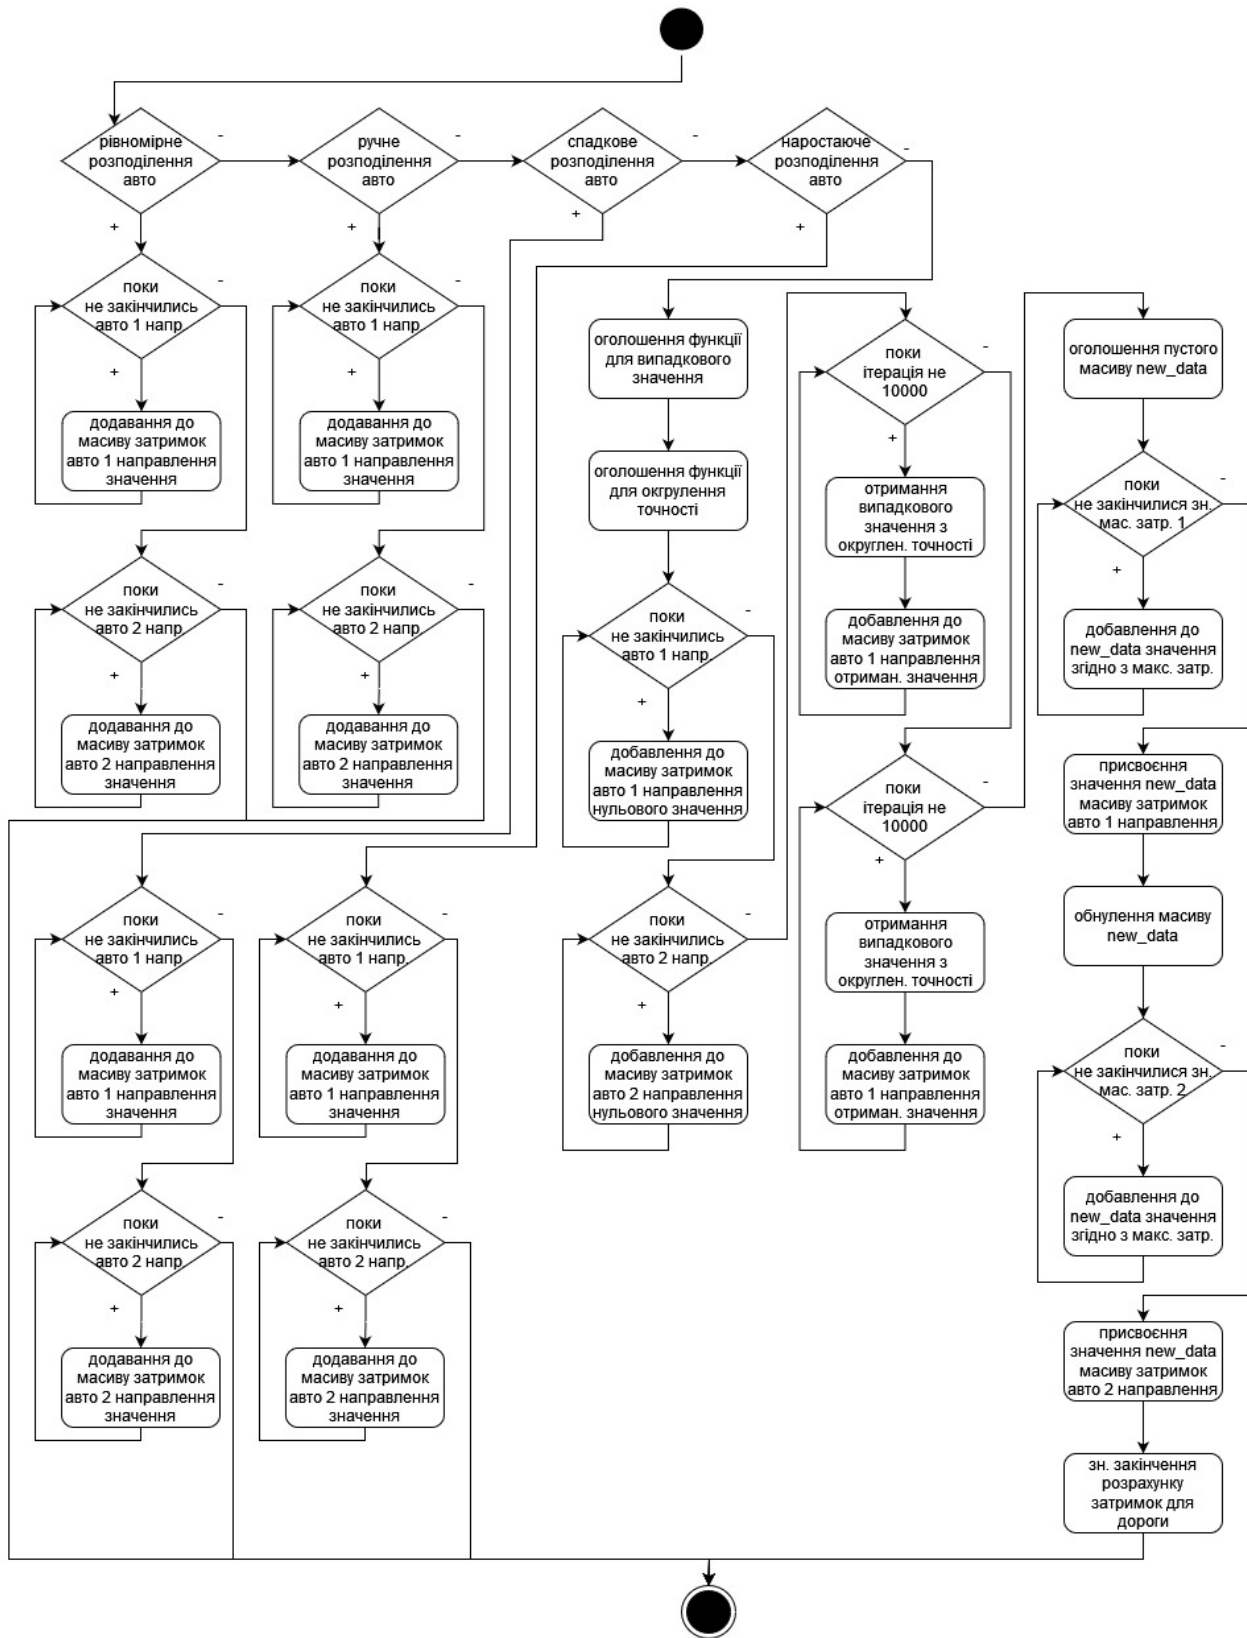 рівномірне
розподілення
авто
-
ручне
розподілення
авто
-
спадкове
розподілення
авто
-
наростаюче
розподілення
авто
-
+
+
+
+
поки
не закінчились
авто 1 напр.
-
+
додавання до
масиву затримок
авто 1 направлення
значення
поки
не закінчились
авто 2 напр.
-
+
додавання до
масиву затримок
авто 2 направлення
значення
поки
не закінчились
авто 1 напр.
-
+
додавання до
масиву затримок
авто 1 направлення
значення
поки
не закінчились
авто 2 напр.
-
+
додавання до
масиву затримок
авто 2 направлення
значення
поки
не закінчились
авто 1 напр.
-
+
додавання до
масиву затримок
авто 1 направлення
значення
поки
не закінчились
авто 2 напр.
-
+
додавання до
масиву затримок
авто 2 направлення
значення
поки
не закінчились
авто 1 напр.
-
+
додавання до
масиву затримок
авто 1 направлення
значення
поки
не закінчились
авто 2 напр.
-
+
додавання до
масиву затримок
авто 2 направлення
значення
оголошення функції
для випадкового
значення
оголошення функції
для окгрулення
точності
поки
не закінчились
авто 1 напр.
-
+
добавлення до
масиву затримок
авто 1 направлення
нульового значення
поки
не закінчились
авто 2 напр.
-
+
добавлення до
масиву затримок
авто 2 направлення
нульового значення
поки
ітерація не
10000
-
+
отримання
випадкового
значення з
округлен. точності
добавлення до
масиву затримок
авто 1 направлення
отриман. значення
поки
ітерація не
10000
-
+
отримання
випадкового
значення з
округлен. точності
добавлення до
масиву затримок
авто 1 направлення
отриман. значення
оголошення пустого
масиву new_data
поки
не закінчилися зн.
мас. затр. 1
-
+
добавлення до
new_data значення
згідно з макс. затр.
присвоєння
значення new_data
масиву затримок
авто 1 направлення
обнулення масиву
new_data
поки
не закінчилися зн.
мас. затр. 2
-
+
добавлення до
new_data значення
згідно з макс. затр.
присвоєння
значення new_data
масиву затримок
авто 2 направлення
зн. закінчення
розрахунку
затримок для
дороги